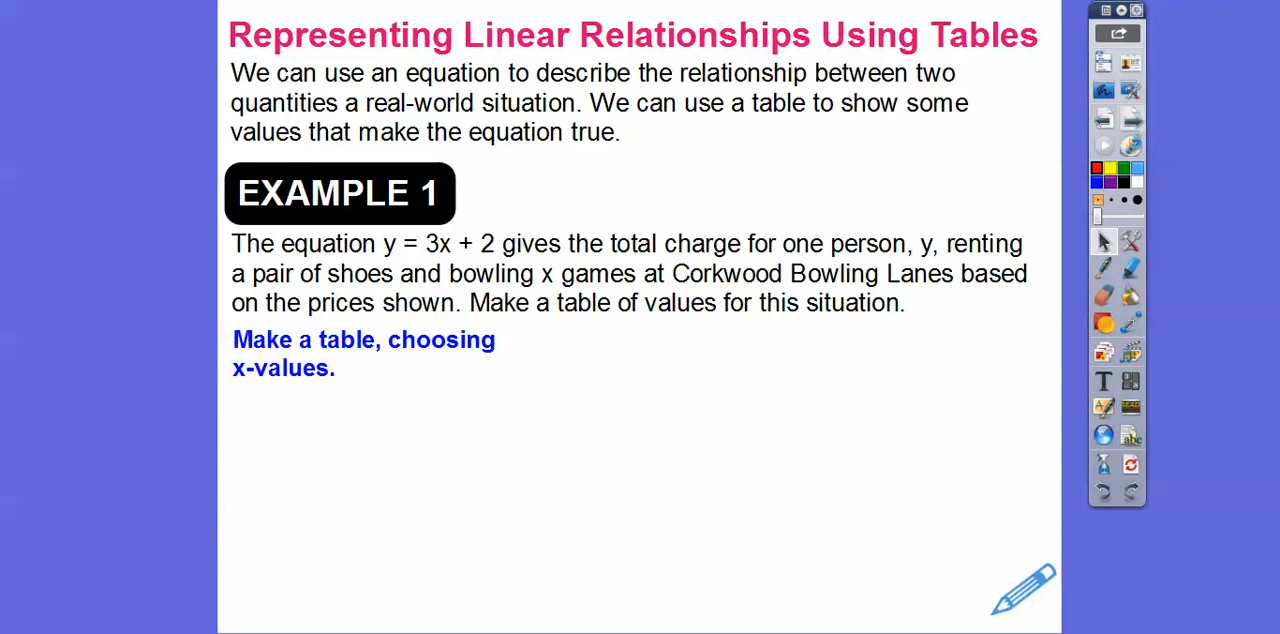 Representing Linear Relationships Using Tables
We can use an equation to describe the relationship between two
quantities a real-world situation. We can use a table to show some
values that make the equation true.
EXAMPLE 1
The equation y = 3x + 2 gives the total charge for one person, y, renting
a pair of shoes and bowling x games at Corkwood Bowling Lanes based
on the prices shown. Make a table of values for this situation.
Make a table, choosing
x-values.